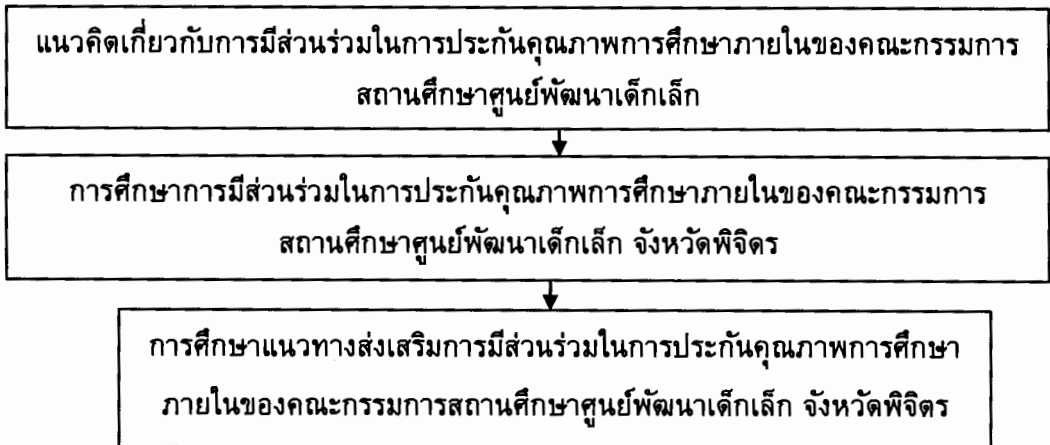 แนวคิดเกี่ยวกับการมีส่วนร่วมในการประกันคุณภาพการศึกษาภายในของคณะกรรมการ
สถานศึกษาศูนย์พัฒนาเด็กเล็ก
การศึกษาการมีส่วนร่วมในการประกันคุณภาพการศึกษาภายในของคณะกรรมการ
สถานศึกษาศูนย์พัฒนาเด็กเล็ก จังหวัดพิจิตร
การศึกษาแนวทางส่งเสริมการมีส่วนร่วมในการประกันคุณภาพการศึกษา
ภายในของคณะกรรมการสถานศึกษาศูนย์พัฒนาเด็กเล็ก จังหวัดพิจิตร